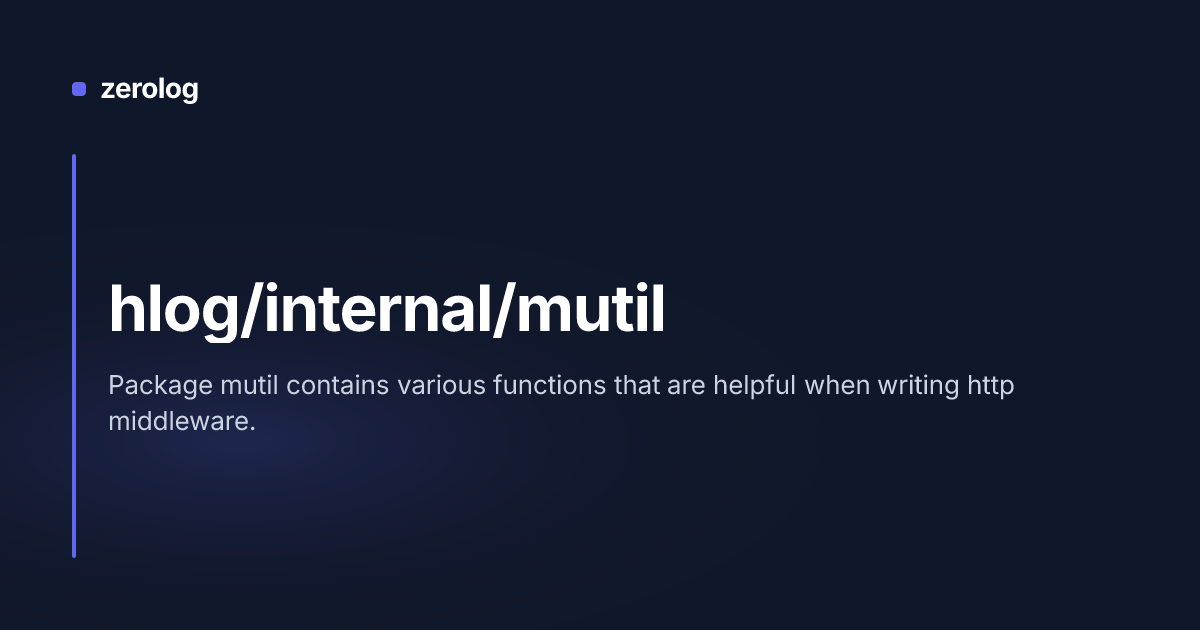 zerolog
hlog/internal/mutil
Package mutil contains various functions that are helpful when writing http
middleware.